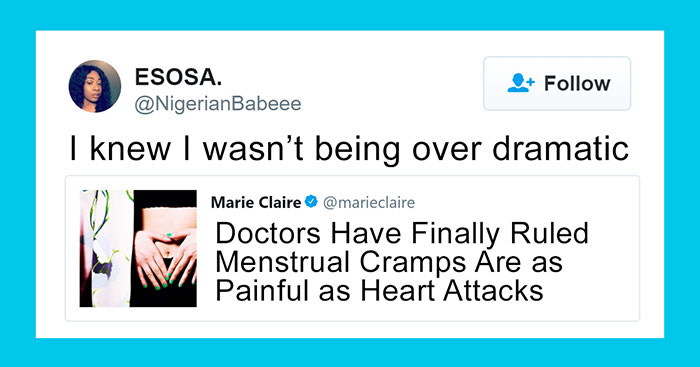 ESOSA.
@NigerianBabeee
Follow
I knew I wasn’t being over dramatic
Marie Claire @marieclaire
Doctors Have Finally Ruled
Menstrual Cramps Are as
Painful as Heart Attacks